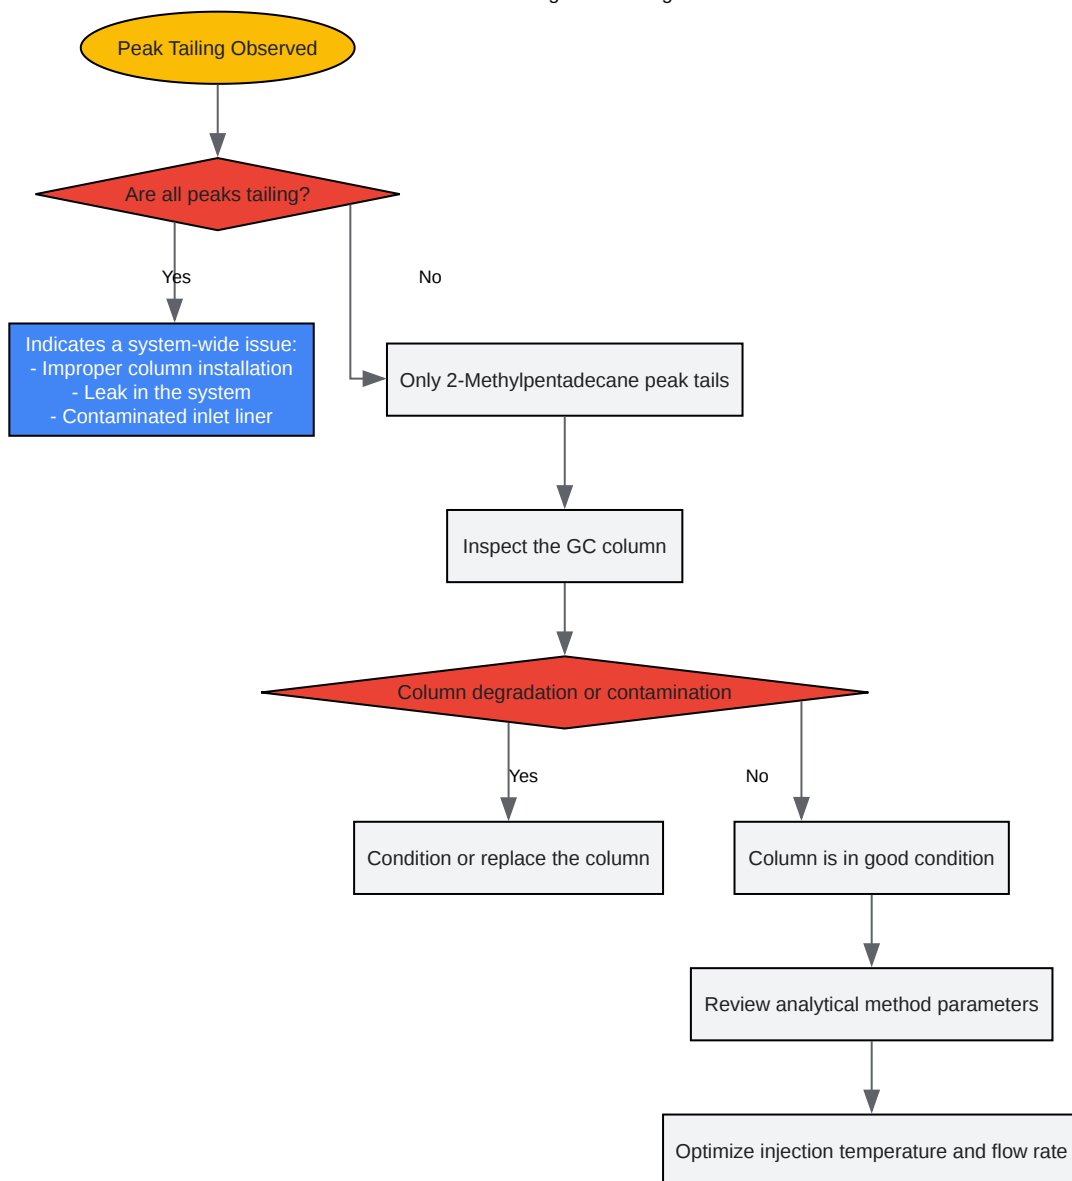 Peak Tailing Observed
Are all peaks tailing?
Yes
No
Indicates a system-wide issue:
- Improper column installation
- Leak in the system
- Contaminated inlet liner
Only 2-Methylpentadecane peak tails
Inspect the GC column
Column degradation or contamination
Yes
No
Condition or replace the column
Column is in good condition
Review analytical method parameters
Optimize injection temperature and flow rate